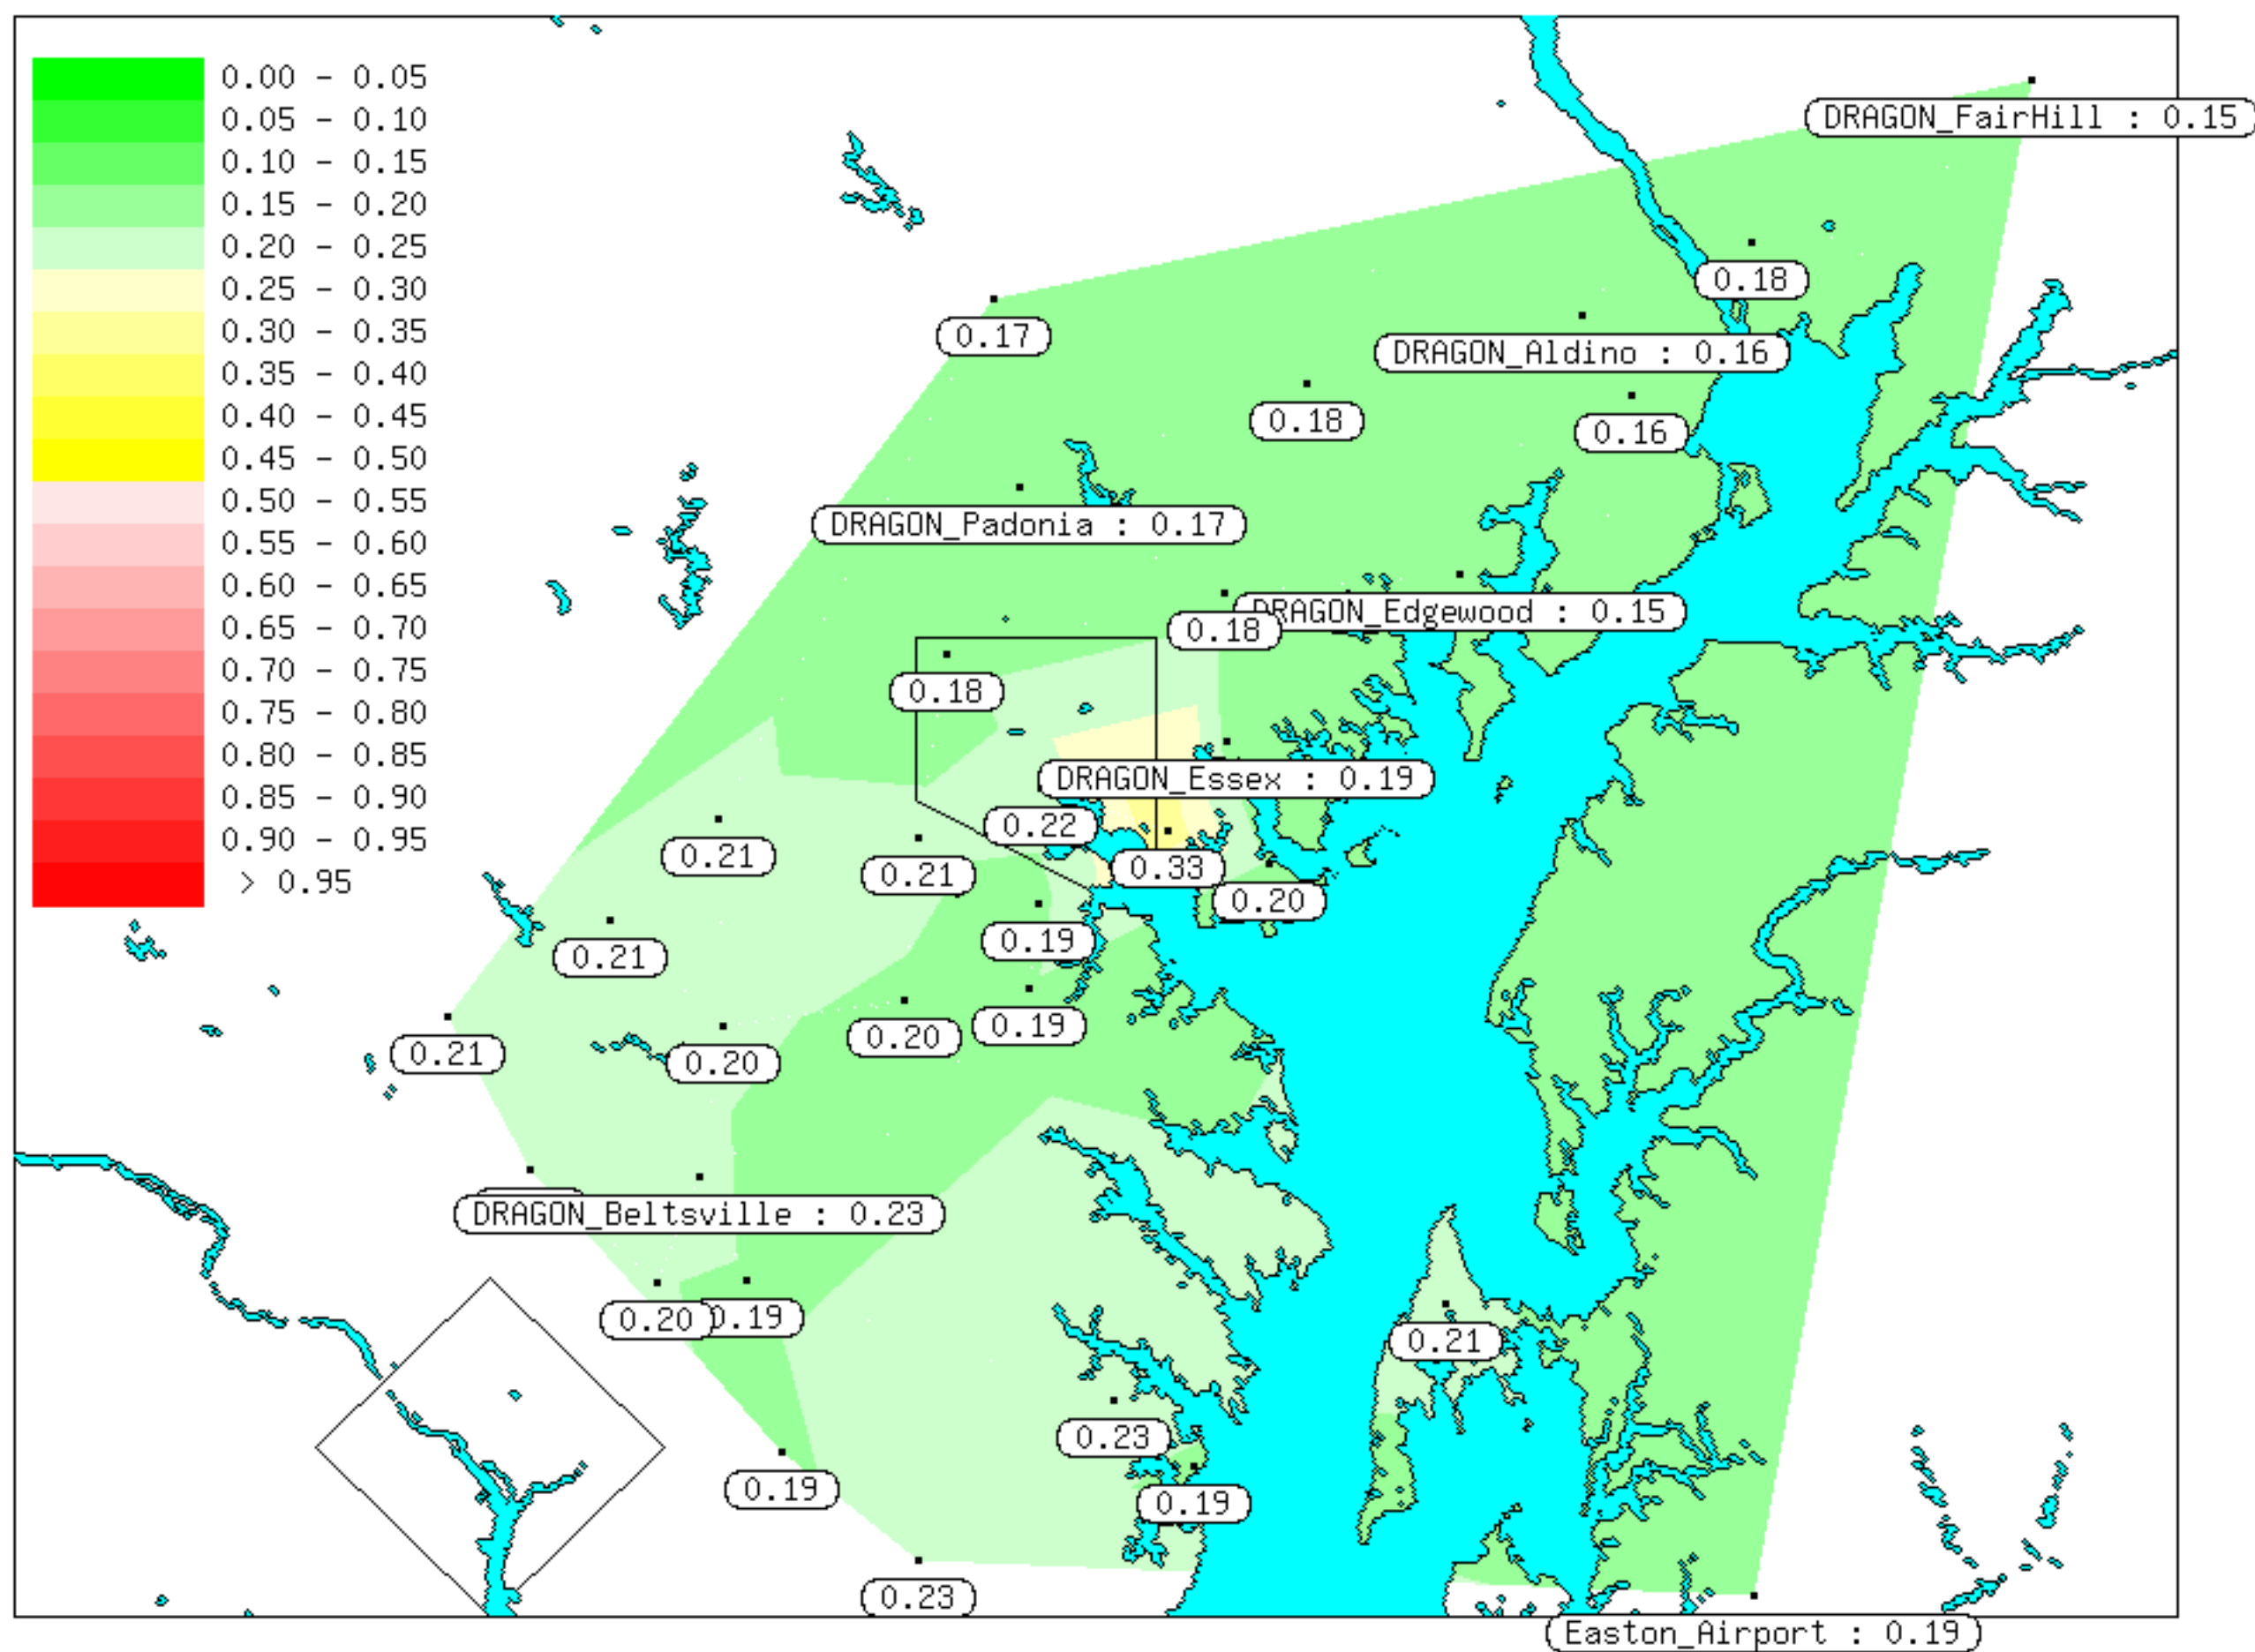 0.00 - 0.05
0.05 - 0.10
0.10 - 0.15
0.15 - 0.20
0.20 - 0.25
0.25 - 0.30
0.30 - 0.35
0.35 - 0.40
0.40 - 0.45
0.45 - 0.50
0.50 - 0.55
0.55 - 0.60
0.60 - 0.65
0.65 - 0.70
0.70 - 0.75
0.75 - 0.80
0.80 - 0.85
0.85 - 0.90
0.90 - 0.95
> 0.95
DRAGON_FairHill : 0.15
0.18
0.17
DRAGON_Aldino : 0.16
0.18
0.16
DRAGON_Padonia : 0.17
DRAGON_Edgewood : 0.15
0.18
0.18
DRAGON_Essex : 0.19
0.22
0.21
0.21
0.33
0.20
0.19
0.21
0.19
0.20
0.21
0.20
DRAGON_Beltsville : 0.23
0.20
0.19
0.21
0.23
0.19
0.19
0.23
Easton_Airport : 0.19